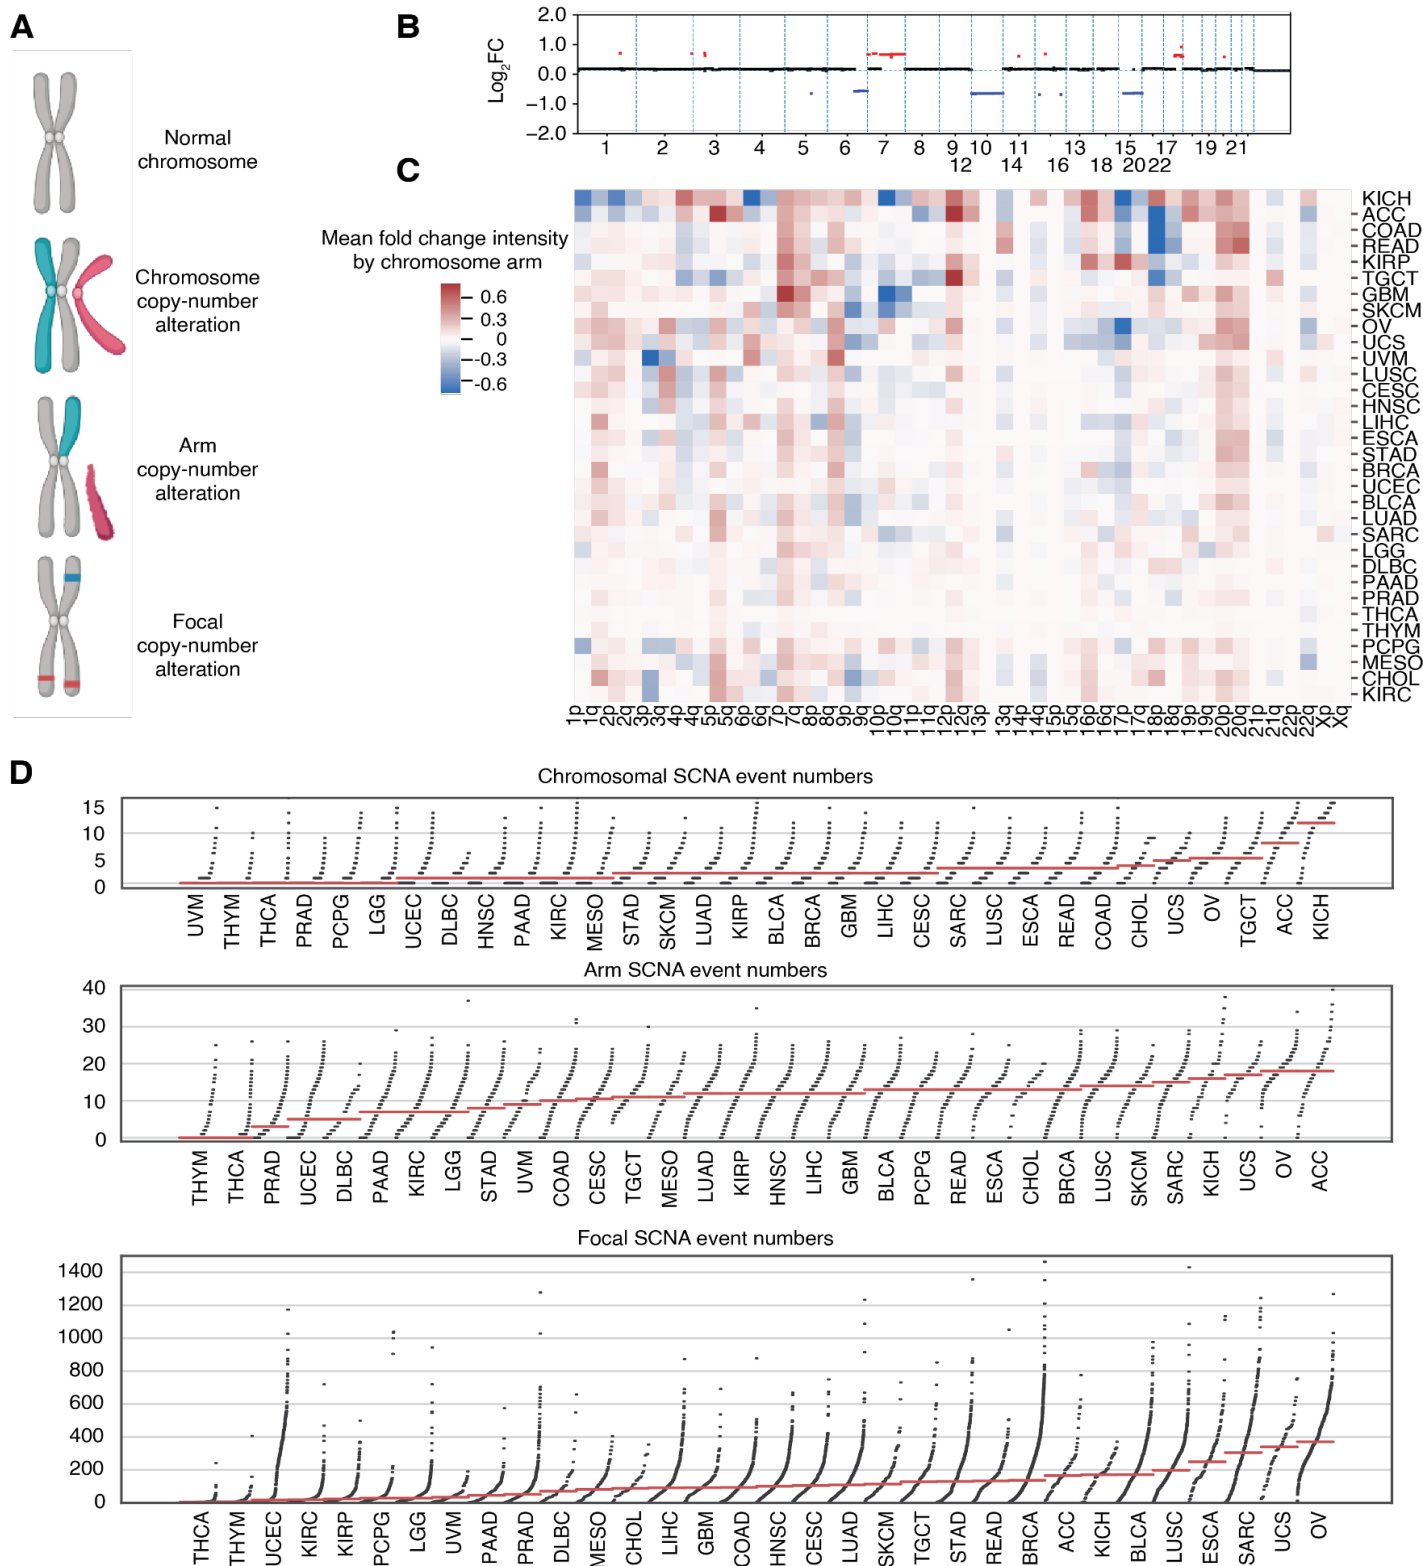 A
Normal
chromosome
Chromosome
copy-number
alteration
Arm
copy-number
alteration
Focal
copy-number
alteration
B
Log2FC
2.0
1.0
0.0
-1.0
-2.0
1 2 3 4 5 6 7 8 9 10 11 13 15 17 19 21
12 14 16 18 20 22
C
Mean fold change intensity
by chromosome arm
0.6
0.3
0
-0.3
-0.6
KICH
ACC
COAD
READ
KIRP
TGCT
GBM
SKCM
OV
UCS
UVM
LUSC
CESC
HNSC
LIHC
ESCA
STAD
BRCA
UCEC
BLCA
LUAD
SARC
LGG
DLBC
PAAD
PRAD
THCA
THYM
PCPG
MESO
CHOL
KIRC
1p 1q 2p 2q 3p 3q 4p 4q 5p 5q 6p 6q 7p 7q 8p 8q 9p 9q 10p 10q 11p 11q 12p 12q 13p 13q 14p 14q 15p 15q 16p 16q 17p 17q 18p 18q 19p 19q 20p 20q 21p 21q 22p 22q Xp Xq
D
Chromosomal SCNA event numbers
15
10
5
0
UVM THYM THCA PRAD PCPG LGG UCEC DLBC HNSC PAAD KIRC MESO STAD SKCM LUAD KIRP BLCA BRCA GBM LIHC CESC SARC LUSC ESCA READ COAD CHOL UCS OV TGCT ACC KICH
Arm SCNA event numbers
40
30
20
10
0
THYM THCA PRAD UCEC DLBC PAAD KIRC LGG STAD UVM COAD CESC TGCT MESO LUAD KIRP HNSC LIHC GBM BLCA PCPG READ ESCA CHOL BRCA LUSC SKCM SARC KICH UCS OV ACC
Focal SCNA event numbers
1400
1200
1000
800
600
400
200
0
THCA THYM UCEC KIRC KIRP PCPG LGG UVM PAAD PRAD DLBC MESO CHOL LIHC GBM COAD HNSC CESC LUAD SKCM TGCT STAD READ BRCA ACC KICH BLCA LUSC ESCA SARC UCS OV